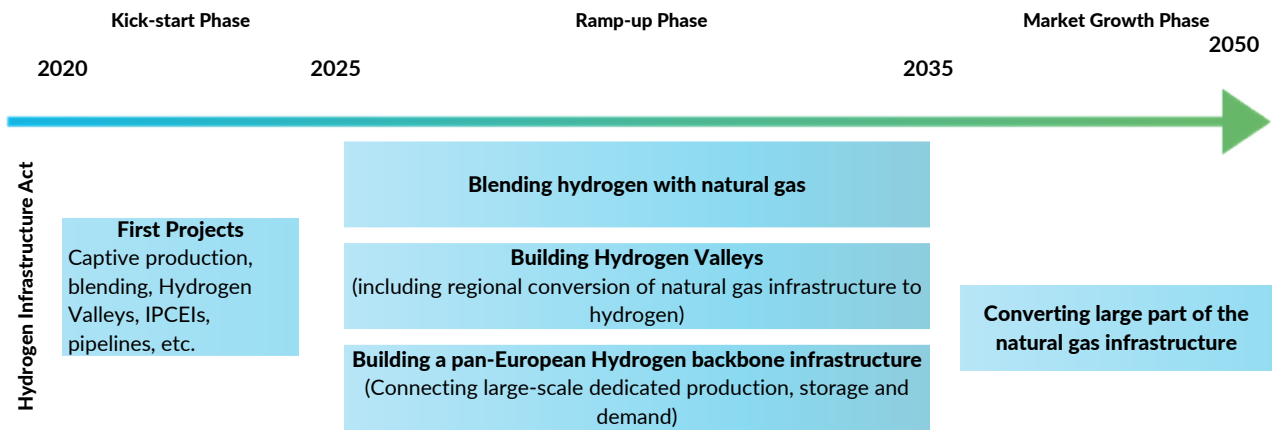 Kick-start Phase
Ramp-up Phase
Market Growth Phase
2020
2025
2035
2050
Hydrogen Infrastructure Act
First Projects
Captive production,
blending, Hydrogen
Valleys, IPCEIs,
pipelines, etc.
Blending hydrogen with natural gas
Building Hydrogen Valleys
(including regional conversion of natural gas infrastructure to
hydrogen)
Building a pan-European Hydrogen backbone infrastructure
(Connecting large-scale dedicated production, storage and
demand)
Converting large part of the
natural gas infrastructure